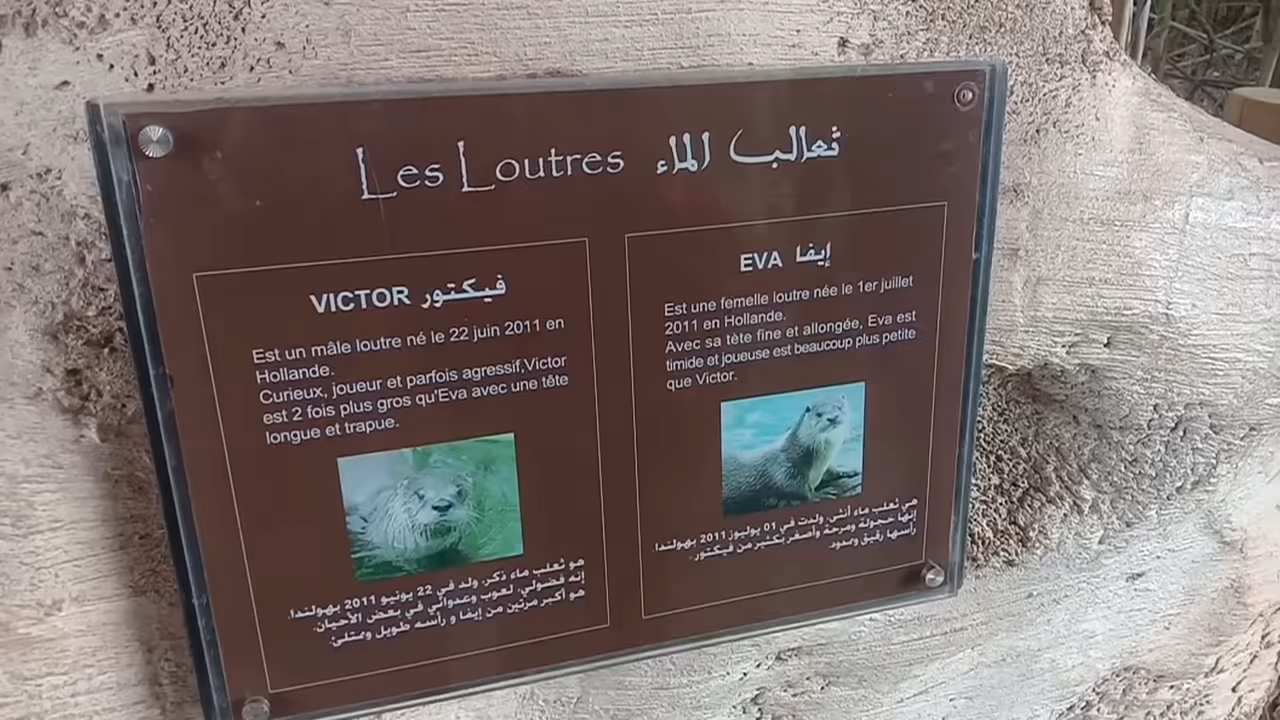 Les Loutres ثعالب الماء
VICTOR فيكتور
Est un mâle loutre né le 22 juin 2011 en
Hollande.
Curieux, joueur et parfois agressif,Victor
est 2 fois plus gros qu'Eva avec une tête
longue et trapue.
هو ثعلب ماء ذكر، ولد في 22 يونيو 2011 بهولندا.
إنه فضولي، لعوب وعدواني في بعض الأحيان.
هو أكبر مرتين من إيفا و رأسه طويل وممتلئ.
EVA إيفا
Est une femelle loutre née le 1er juillet
2011 en Hollande.
Avec sa tète fine et allongée, Eva est
timide et joueuse est beaucoup plus petite
que Victor.
هي ثعلب ماء أنثى، ولدت في 01 يوليوز 2011 بهولندا.
إنها خجولة ومرحة وأصغر بكثير من فيكتور.
رأسها رقيق وممدود.